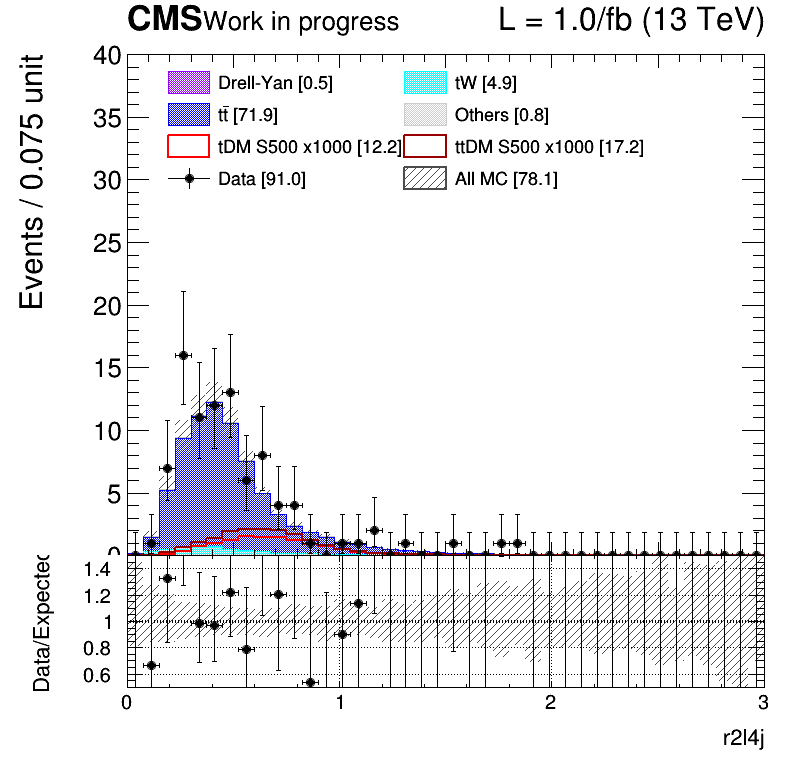 CMS Work in progress L = 1.0/fb (13 TeV)
Events / 0.075 unit
40
35
30
25
20
15
10
5
0
Drell-Yan [0.5] tW [4.9]
tt̄ [71.9] Others [0.8]
tDM S500 x1000 [12.2] ttDM S500 x1000 [17.2]
Data [91.0] All MC [78.1]
Data/Expected
1.4
1.2
1
0.8
0.6
0 1 2 3
r2l4j